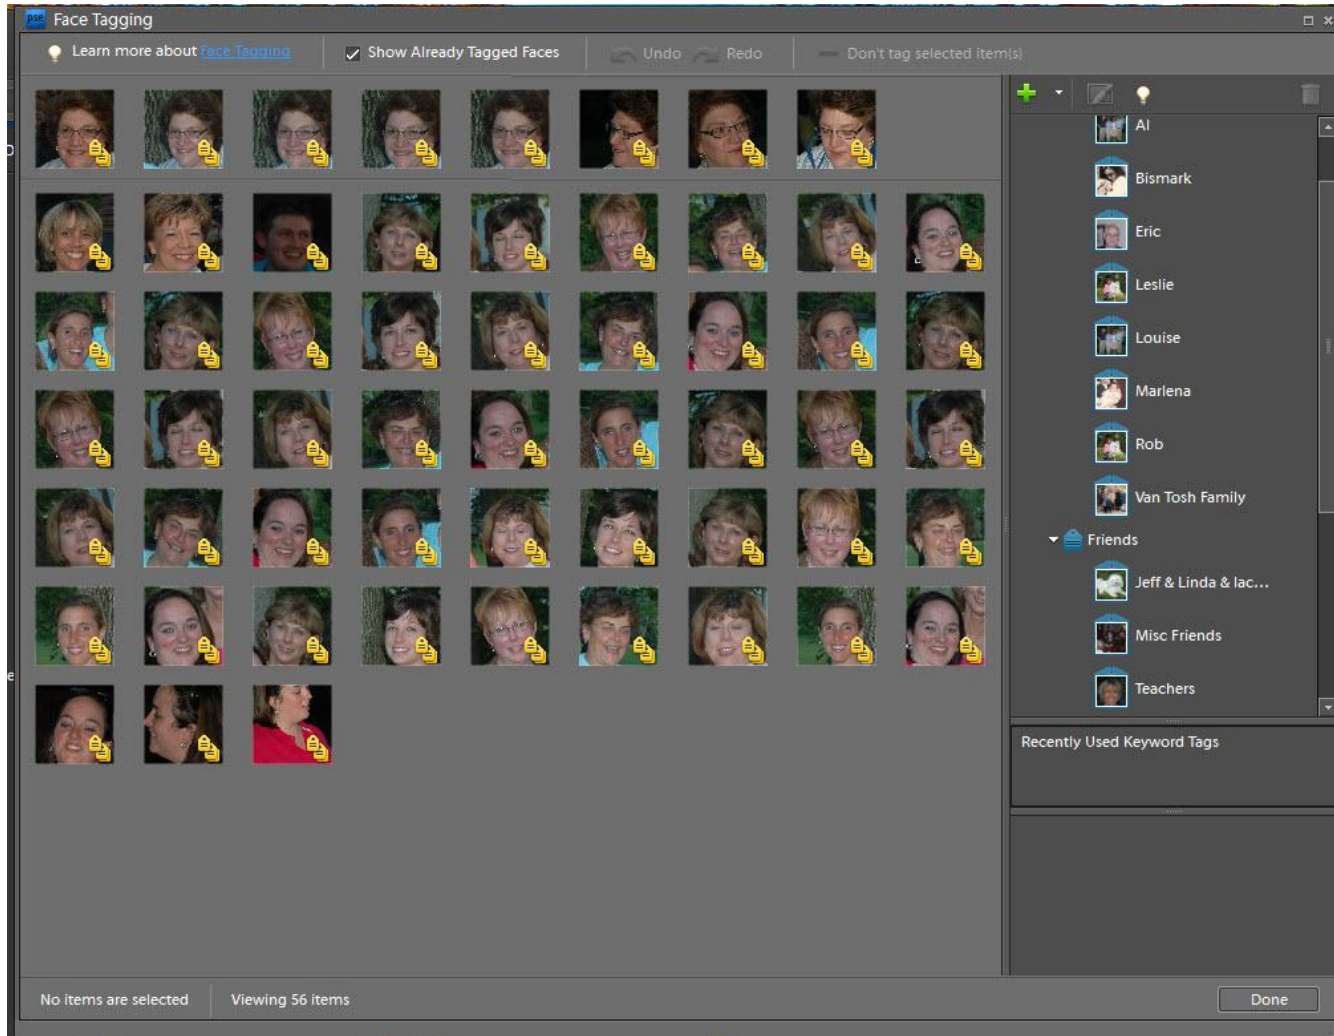 pse Face Tagging
Learn more about Face Tagging
Show Already Tagged Faces
Undo
Redo
Don't tag selected item(s)
Al
Bismark
Eric
Leslie
Louise
Marlena
Rob
Van Tosh Family
Friends
Jeff & Linda & Iac...
Misc Friends
Teachers
Recently Used Keyword Tags
No items are selected
Viewing 56 items
Done